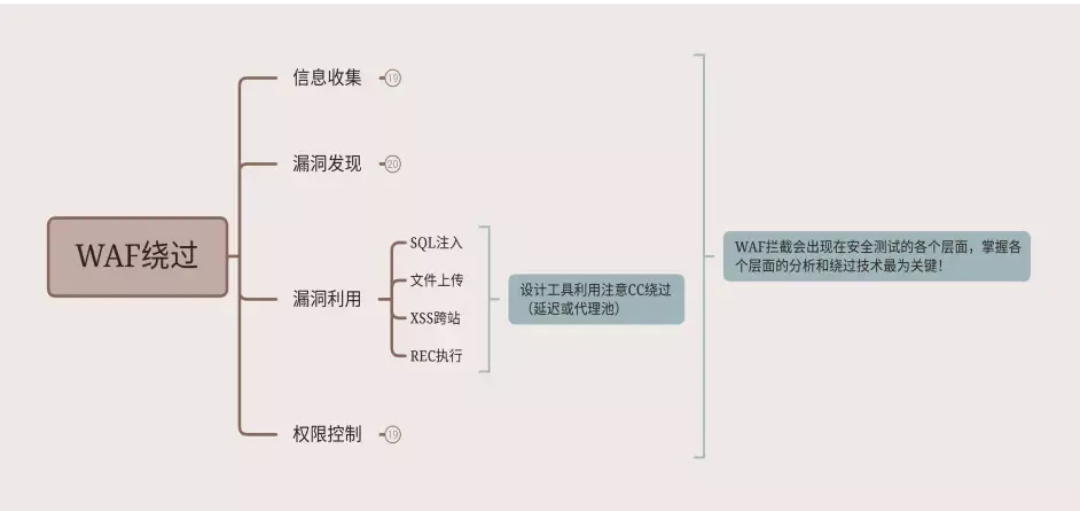 WAF绕过
信息收集
19
漏洞发现
20
漏洞利用
SQL注入
文件上传
XSS跨站
REC执行
设计工具利用注意CC绕过
（延迟或代理池）
权限控制
19
WAF拦截会出现在安全测试的各个层面，掌握各
个层面的分析和绕过技术最为关键！